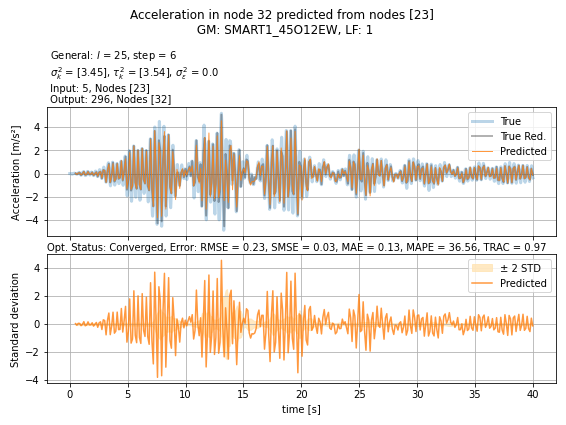 Acceleration in node 32 predicted from nodes [23]
GM: SMART1_45O12EW, LF: 1
General: l = 25, step = 6
σ²ₖ = [3.45], τ²ₖ = [3.54], σ²ε = 0.0
Input: 5, Nodes [23]
Output: 296, Nodes [32]
True
True Red.
Predicted
Acceleration [m/s²]
4
2
0
−2
−4
Opt. Status: Converged, Error: RMSE = 0.23, SMSE = 0.03, MAE = 0.13, MAPE = 36.56, TRAC = 0.97
± 2 STD
Predicted
Standard deviation
4
2
0
−2
−4
0 5 10 15 20 25 30 35 40
time [s]